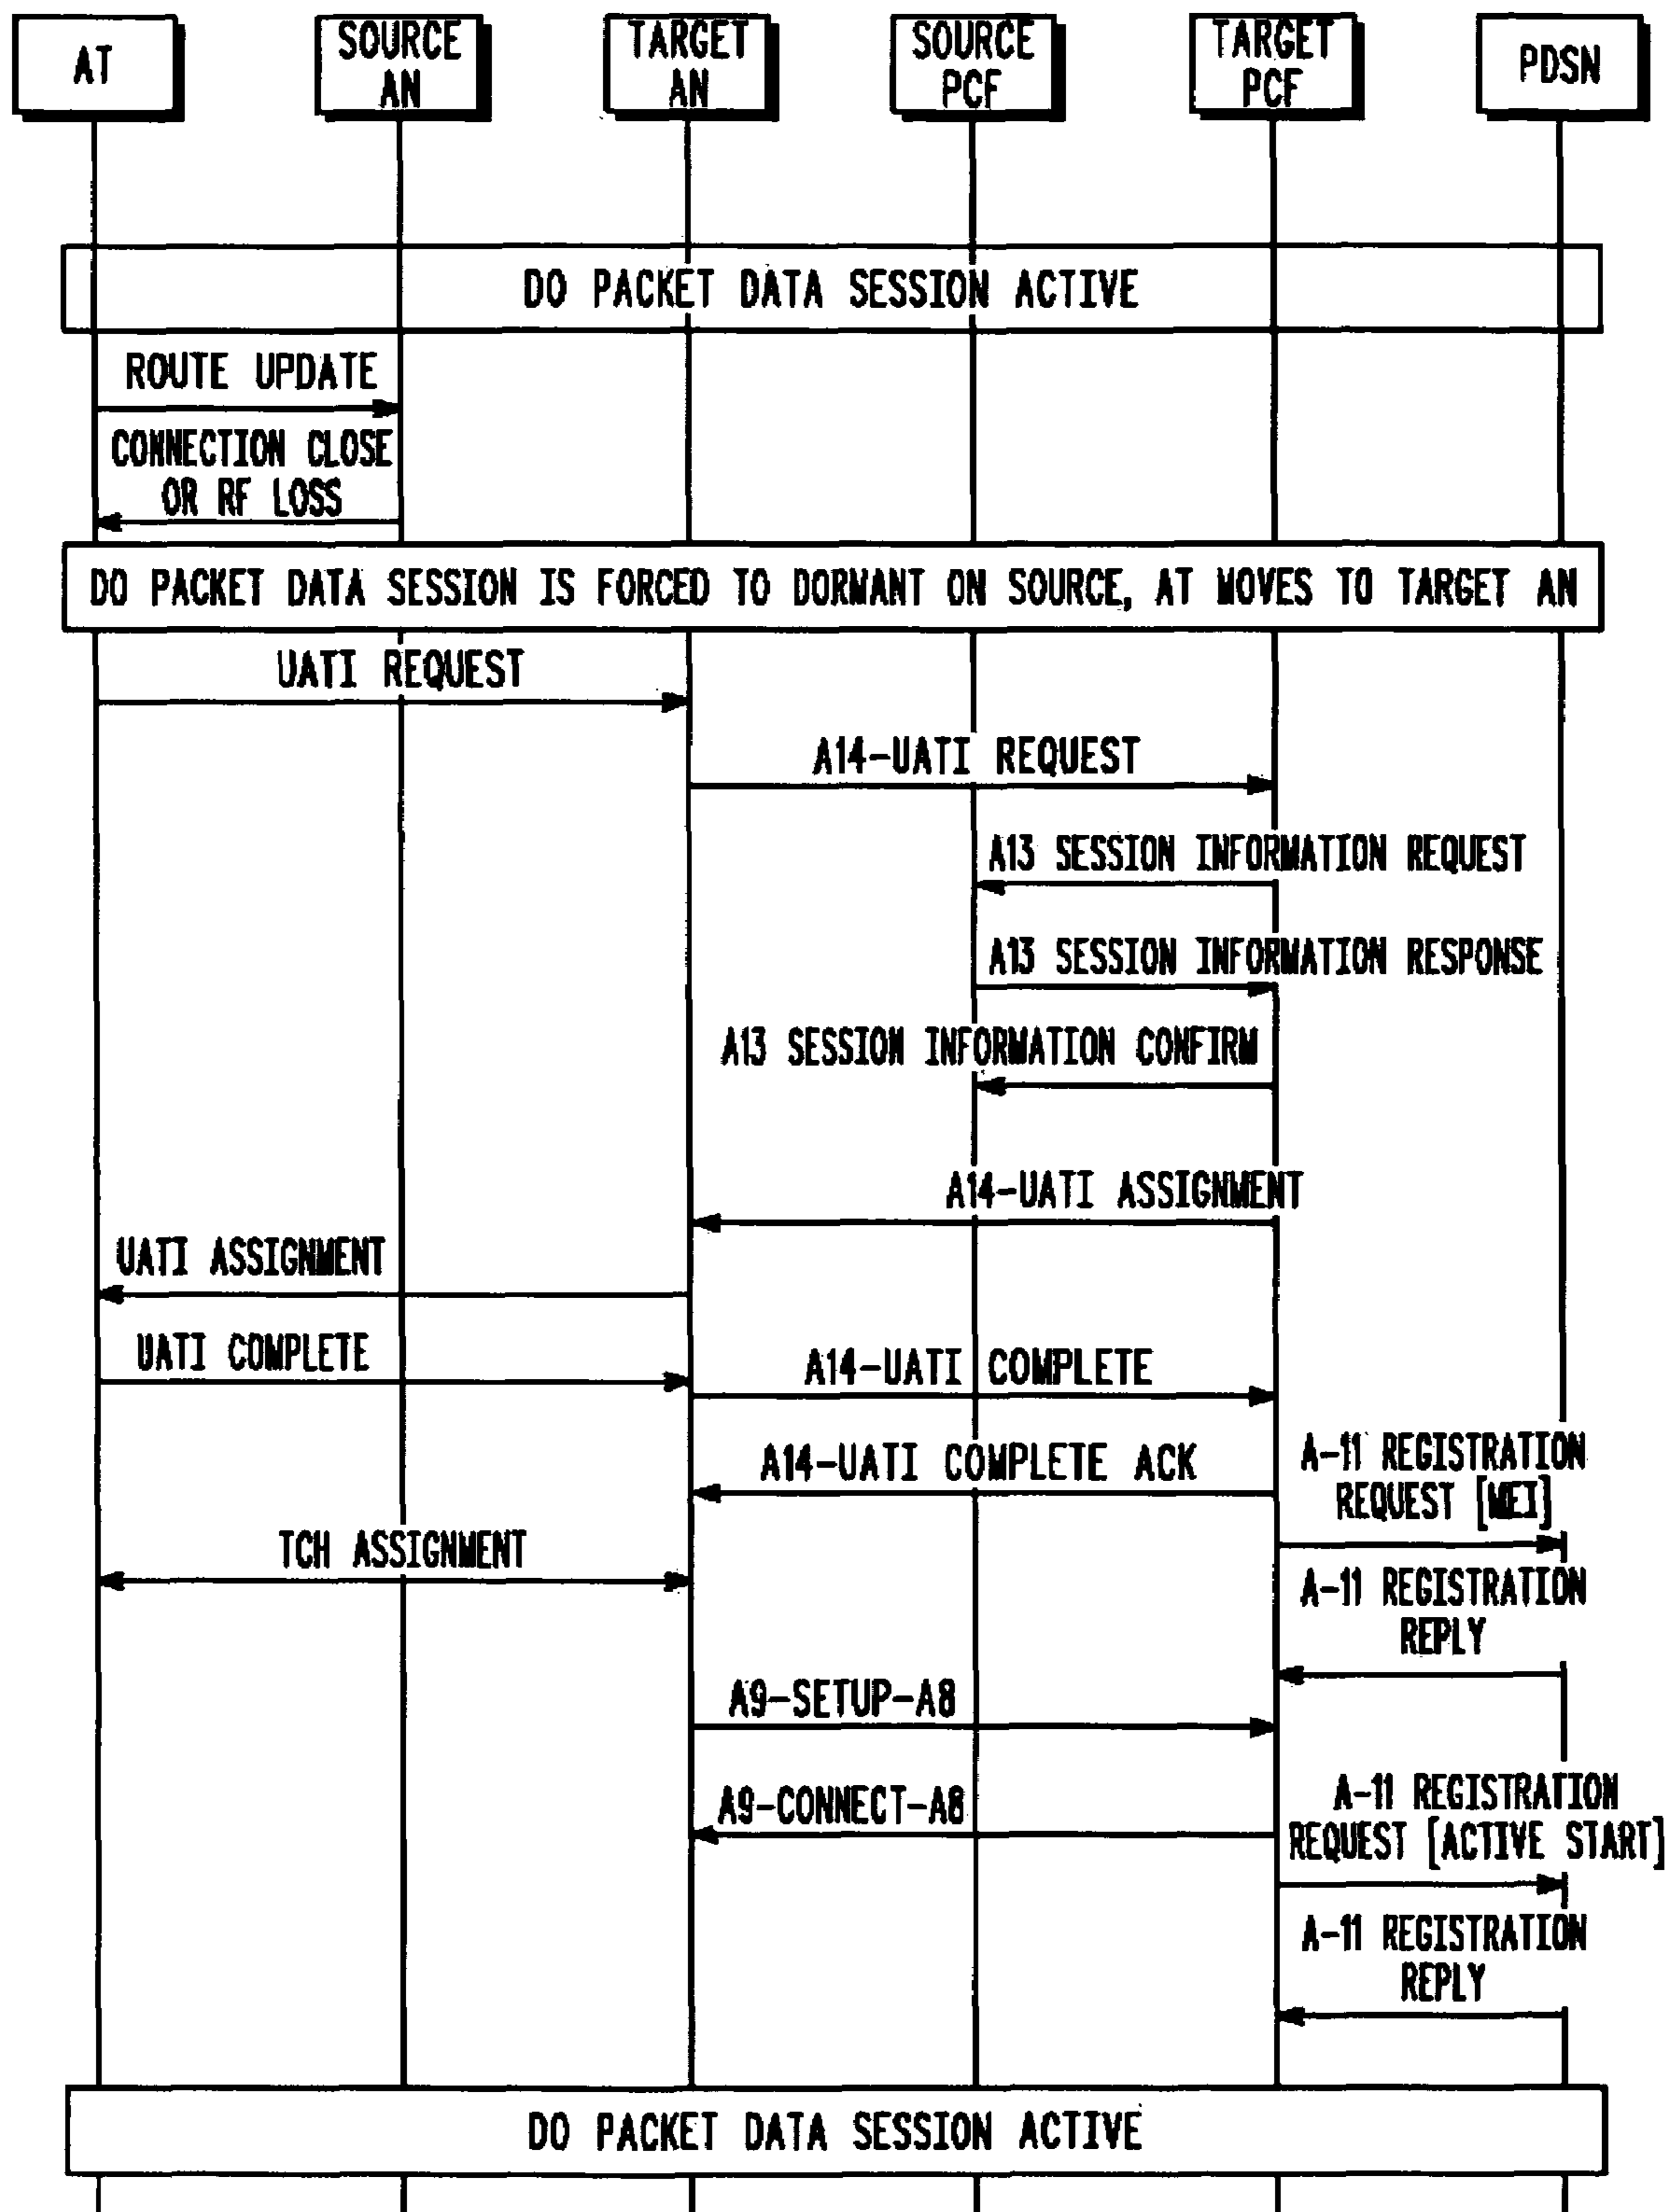 AT
SOURCE
AN
TARGET
AN
SOURCE
PCF
TARGET
PCF
PDSN
DO PACKET DATA SESSION ACTIVE
ROUTE UPDATE
CONNECTION CLOSE
OR RF LOSS
DO PACKET DATA SESSION IS FORCED TO DORMANT ON SOURCE, AT MOVES TO TARGET AN
UATI REQUEST
A14-UATI REQUEST
A13 SESSION INFORMATION REQUEST
A13 SESSION INFORMATION RESPONSE
A13 SESSION INFORMATION CONFIRM
A14-UATI ASSIGNMENT
UATI ASSIGNMENT
UATI COMPLETE
A14-UATI COMPLETE
A14-UATI COMPLETE ACK
A-11 REGISTRATION
REQUEST [MEI]
TCH ASSIGNMENT
A-11 REGISTRATION
REPLY
A9-SETUP-A8
A9-CONNECT-A8
A-11 REGISTRATION
REQUEST [ACTIVE START]
A-11 REGISTRATION
REPLY
DO PACKET DATA SESSION ACTIVE